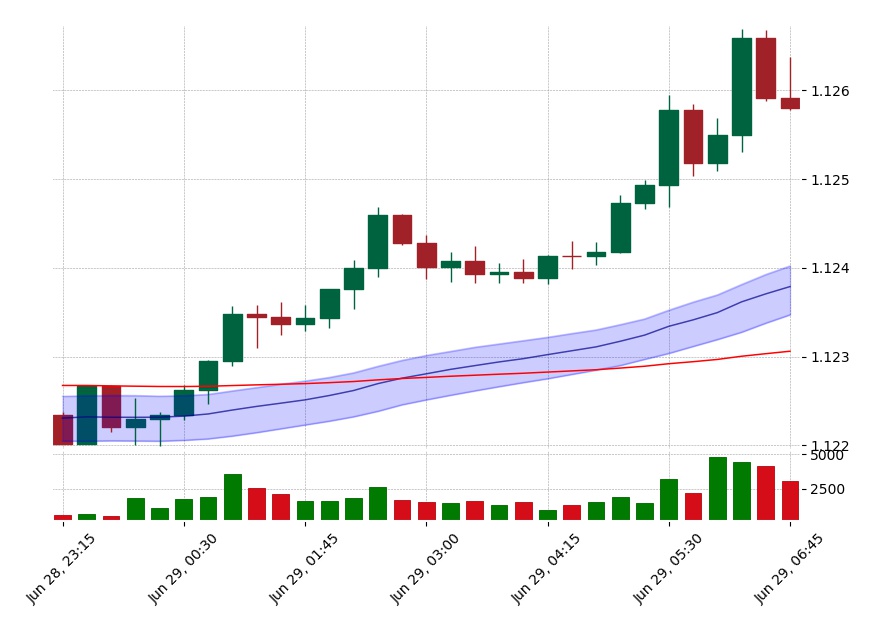 1.126
1.125
1.124
1.123
1.122
5000
2500
Jun 28, 23:15
Jun 29, 00:30
Jun 29, 01:45
Jun 29, 03:00
Jun 29, 04:15
Jun 29, 05:30
Jun 29, 06:45